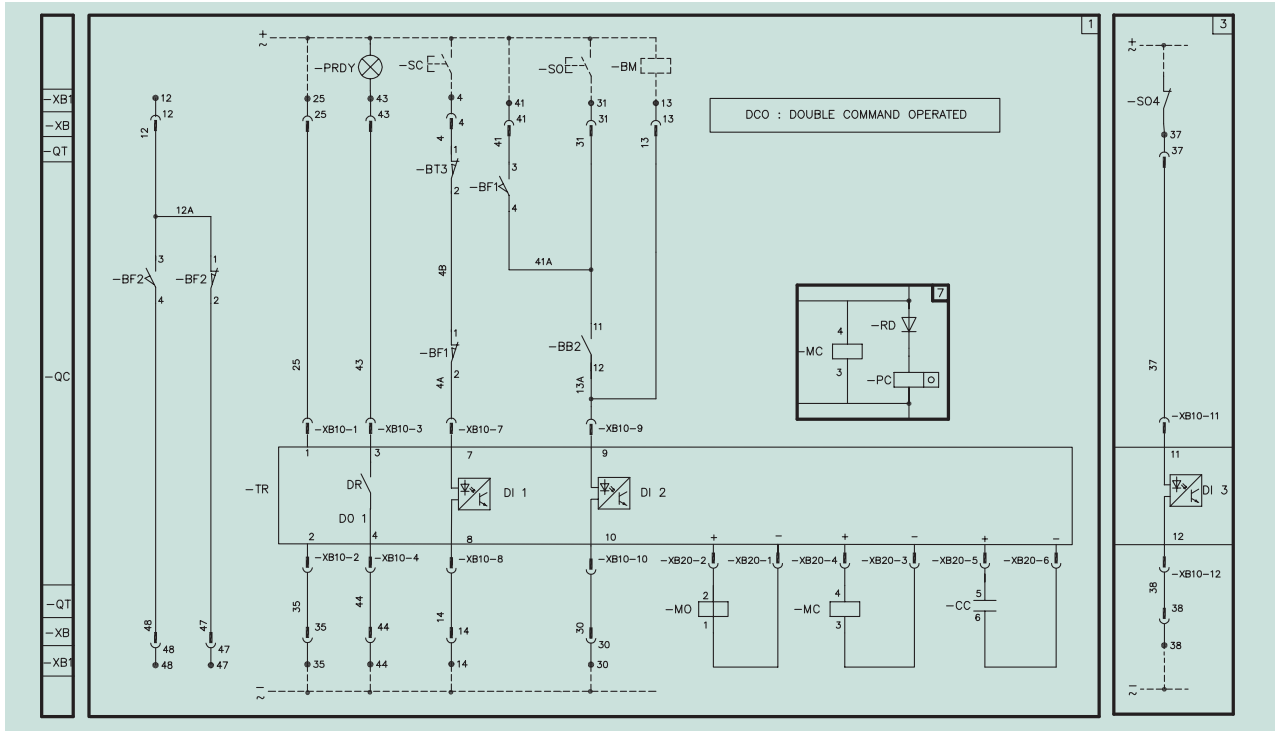 1
3
+
~
+
~
-PRDY
-SC
-SO
-BM
-SO4
-XB1
-XB
-QT
-QC
-QT
-XB
-XB1
12
12
12
25
25
43
43
4
4
4
41
41
41
31
31
31
13
13
13
37
37
DCO : DOUBLE COMMAND OPERATED
1
-BT3
2
3
-BF1
4
12A
3
-BF2
4
1
-BF2
2
4B
41A
7
4
-MC
3
-RD
-PC
1
-BF1
2
4A
11
-BB2
12
13A
25
43
37
-XB10-1
-XB10-3
-XB10-7
-XB10-9
-XB10-11
1
3
7
9
11
-TR
DR
DO 1
DI 1
DI 2
DI 3
2
4
8
10
12
+
-
+
-
+
-
-XB10-2
-XB10-4
-XB10-8
-XB10-10
-XB20-2
-XB20-1
-XB20-4
-XB20-3
-XB20-5
-XB20-6
-XB10-12
2
-MO
1
4
-MC
3
5
-CC
6
48
47
35
44
14
30
38
48
47
35
44
14
30
38
48
47
35
44
14
30
38
-
~
-
~